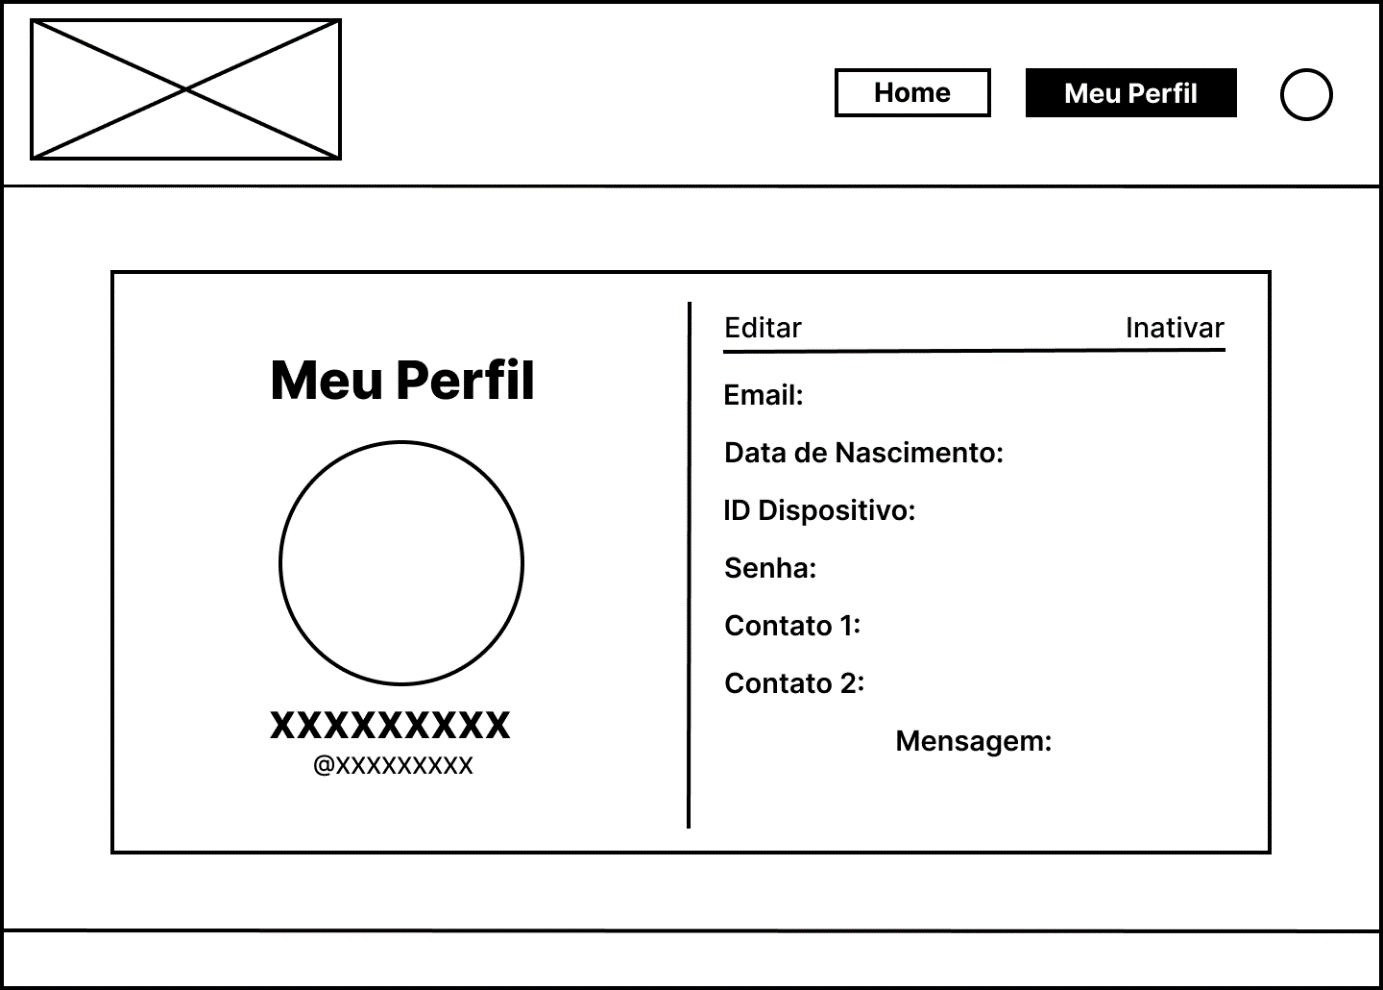 Home
Meu Perfil
Meu Perfil
XXXXXXXXX
@XXXXXXXXX
Editar
Inativar
Email:
Data de Nascimento:
ID Dispositivo:
Senha:
Contato 1:
Contato 2:
Mensagem: